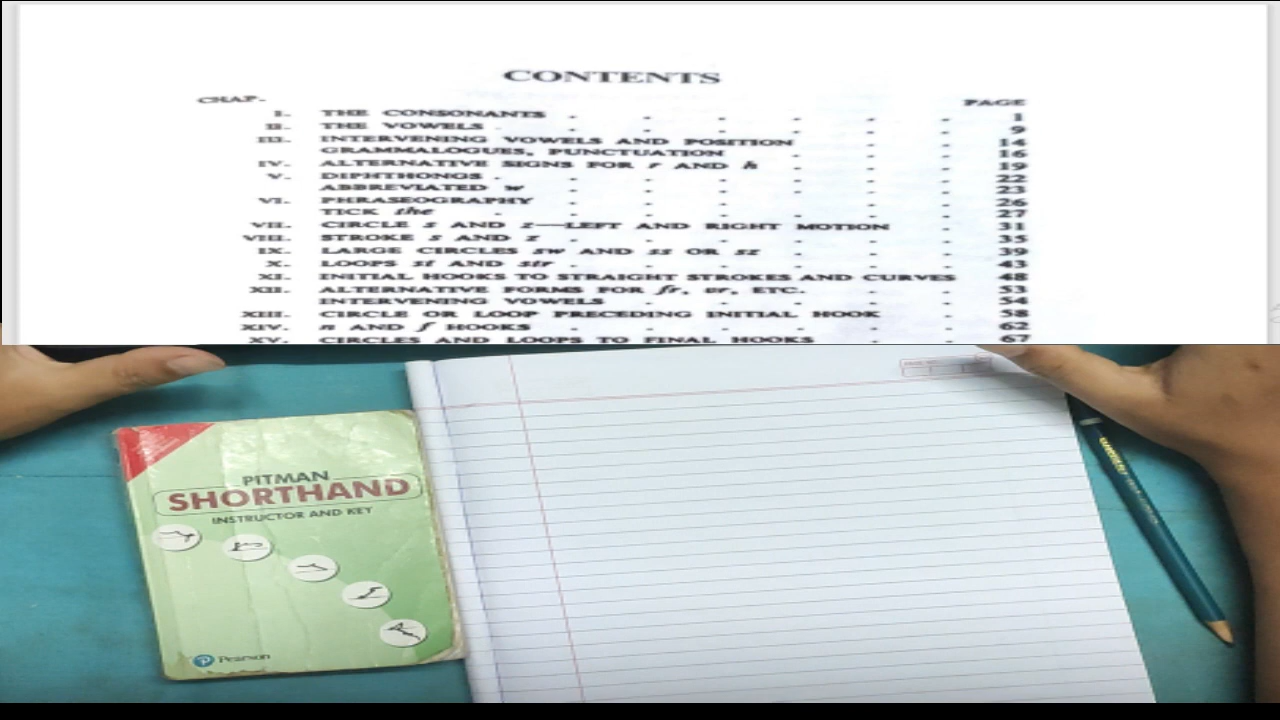 CONTENTS
CHAP. PAGE
I. THE CONSONANTS . . . . . . 1
II. THE VOWELS . . . . . . . 9
III. INTERVENING VOWELS AND POSITION . . 14
GRAMMALOGUES, PUNCTUATION . . . 16
IV. ALTERNATIVE SIGNS FOR r AND h . . . 19
V. DIPHTHONGS . . . . . . . 22
ABBREVIATED w . . . . . . 23
VI. PHRASEOGRAPHY . . . . . . 26
TICK the . . . . . . . 27
VII. CIRCLE s AND z—LEFT AND RIGHT MOTION . 31
VIII. STROKE s AND z . . . . . . 35
IX. LARGE CIRCLES sw AND ss OR sz . . . 39
X. LOOPS st AND str . . . . . . 43
XI. INITIAL HOOKS TO STRAIGHT STROKES AND CURVES 48
XII. ALTERNATIVE FORMS FOR fr, vr, ETC. . . 53
INTERVENING VOWELS . . . . . 54
XIII. CIRCLE OR LOOP PRECEDING INITIAL HOOK . 58
XIV. n AND f HOOKS . . . . . . 62
XV. CIRCLES AND LOOPS TO FINAL HOOKS . . 67
PITMAN
SHORTHAND
INSTRUCTOR AND KEY
Pearson